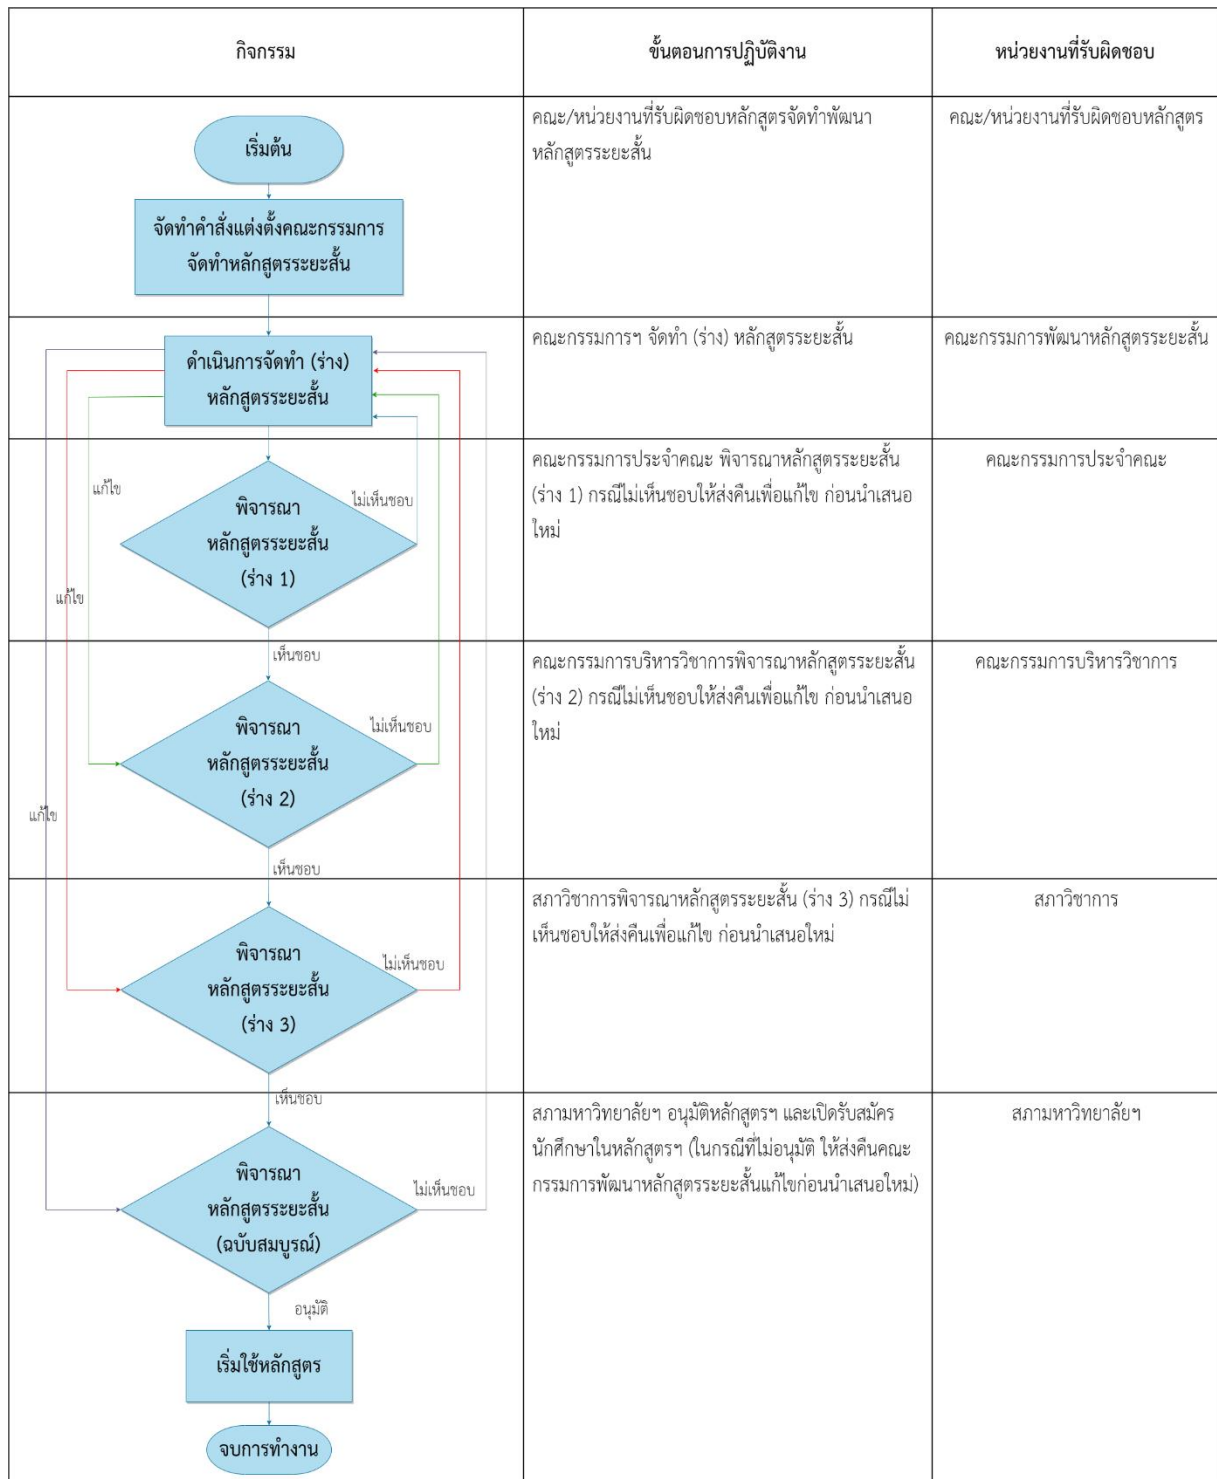 กิจกรรม
ขั้นตอนการปฏิบัติงาน
หน่วยงานที่รับผิดชอบ
เริ่มต้น
จัดทำคำสั่งแต่งตั้งคณะกรรมการ
จัดทำหลักสูตรระยะสั้น
คณะ/หน่วยงานที่รับผิดชอบหลักสูตรจัดทำพัฒนา
หลักสูตรระยะสั้น
คณะ/หน่วยงานที่รับผิดชอบหลักสูตร
ดำเนินการจัดทำ (ร่าง)
หลักสูตรระยะสั้น
คณะกรรมการฯ จัดทำ (ร่าง) หลักสูตรระยะสั้น
คณะกรรมการพัฒนาหลักสูตรระยะสั้น
แก้ไข
ไม่เห็นชอบ
พิจารณา
หลักสูตรระยะสั้น
(ร่าง 1)
แก้ไข
เห็นชอบ
คณะกรรมการประจำคณะ พิจารณาหลักสูตรระยะสั้น
(ร่าง 1) กรณีไม่เห็นชอบให้ส่งคืนเพื่อแก้ไข ก่อนนำเสนอ
ใหม่
คณะกรรมการประจำคณะ
พิจารณา
ไม่เห็นชอบ
หลักสูตรระยะสั้น
(ร่าง 2)
แก้ไข
เห็นชอบ
คณะกรรมการบริหารวิชาการพิจารณาหลักสูตรระยะสั้น
(ร่าง 2) กรณีไม่เห็นชอบให้ส่งคืนเพื่อแก้ไข ก่อนนำเสนอ
ใหม่
คณะกรรมการบริหารวิชาการ
พิจารณา
ไม่เห็นชอบ
หลักสูตรระยะสั้น
(ร่าง 3)
เห็นชอบ
สภาวิชาการพิจารณาหลักสูตรระยะสั้น (ร่าง 3) กรณีไม่
เห็นชอบให้ส่งคืนเพื่อแก้ไข ก่อนนำเสนอใหม่
สภาวิชาการ
พิจารณา
ไม่เห็นชอบ
หลักสูตรระยะสั้น
(ฉบับสมบูรณ์)
อนุมัติ
เริ่มใช้หลักสูตร
จบการทำงาน
สภามหาวิทยาลัยฯ อนุมัติหลักสูตรฯ และเปิดรับสมัคร
นักศึกษาในหลักสูตรฯ (ในกรณีที่ไม่อนุมัติ ให้ส่งคืนคณะ
กรรมการพัฒนาหลักสูตรระยะสั้นแก้ไขก่อนนำเสนอใหม่)
สภามหาวิทยาลัยฯ